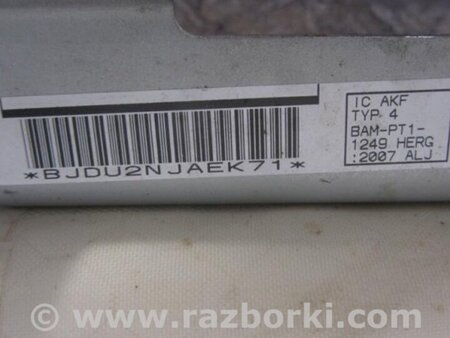 IC AKF
TYP 4
BAM-PT1-
1249 HERG
:2007 ALJ
*BJDU2NJAEK71*
© www.razborki.com